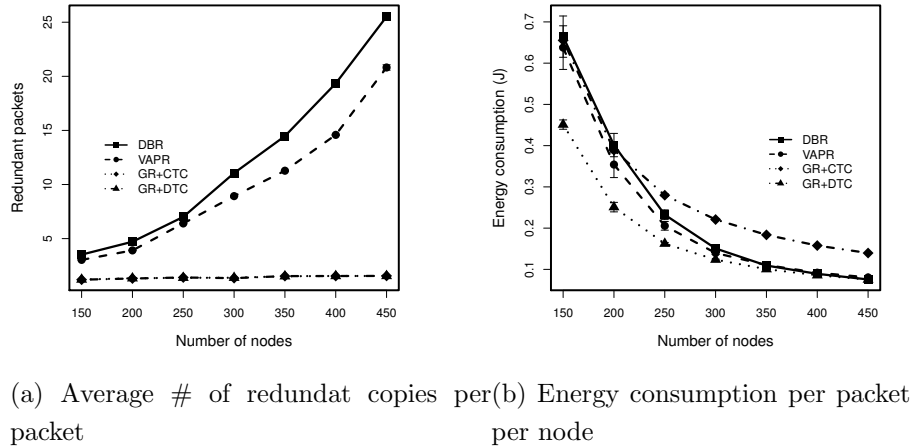 25
20
15
10
5
Redundant packets
DBR
VAPR
GR+CTC
GR+DTC
150 200 250 300 350 400 450
Number of nodes
0.7
0.6
0.5
0.4
0.3
0.2
0.1
Energy consumption (J)
DBR
VAPR
GR+CTC
GR+DTC
150 200 250 300 350 400 450
Number of nodes
(a) Average # of redundat copies per
packet
(b) Energy consumption per packet
per node